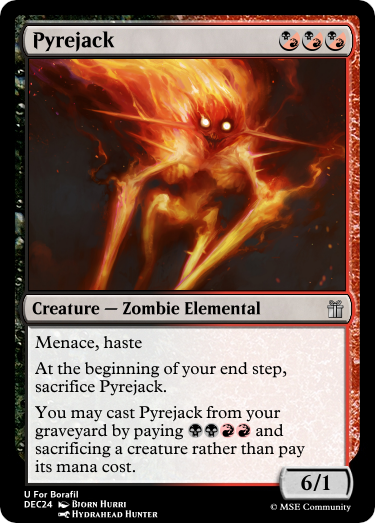 Pyrejack
Creature — Zombie Elemental
Menace, haste
At the beginning of your end step,
sacrifice Pyrejack.
You may cast Pyrejack from your
graveyard by paying and
sacrificing a creature rather than pay
its mana cost.
6/1
U For Borafil
DEC24 Bjorn Hurri
Hydrahead Hunter
© MSE Community